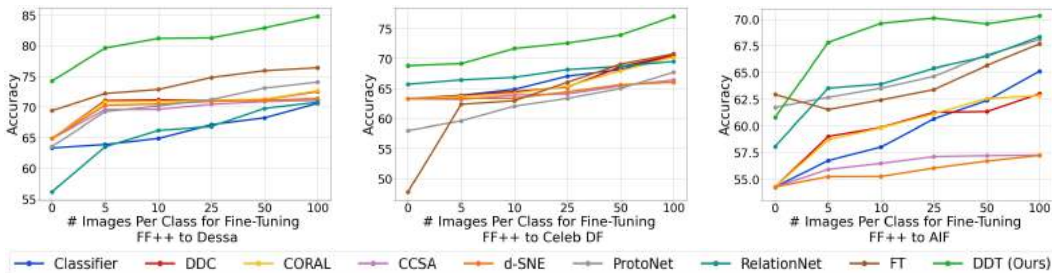 85
80
75
70
65
60
55
Accuracy
0 5 10 25 50 100
# Images Per Class for Fine-Tuning
FF++ to Dessa
75
70
65
60
55
50
Accuracy
0 5 10 25 50 100
# Images Per Class for Fine-Tuning
FF++ to Celeb DF
70.0
67.5
65.0
62.5
60.0
57.5
55.0
Accuracy
0 5 10 25 50 100
# Images Per Class for Fine-Tuning
FF++ to AIF
Classifier DDC CORAL CCSA d-SNE ProtoNet RelationNet FT DDT (Ours)